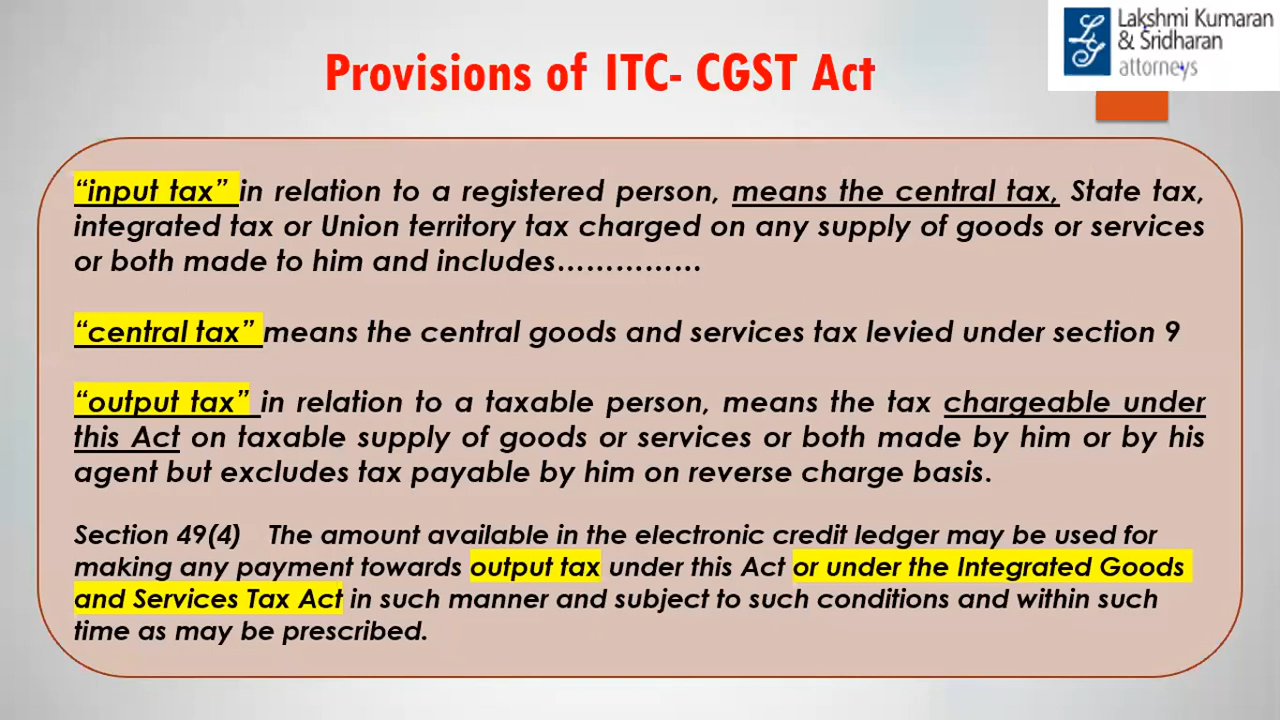 Provisions of ITC- CGST Act
Lakshmi Kumaran
& Sridharan
attorneys
“input tax” in relation to a registered person, means the central tax, State tax,
integrated tax or Union territory tax charged on any supply of goods or services
or both made to him and includes……………
“central tax” means the central goods and services tax levied under section 9
“output tax” in relation to a taxable person, means the tax chargeable under
this Act on taxable supply of goods or services or both made by him or by his
agent but excludes tax payable by him on reverse charge basis.
Section 49(4) The amount available in the electronic credit ledger may be used for
making any payment towards output tax under this Act or under the Integrated Goods
and Services Tax Act in such manner and subject to such conditions and within such
time as may be prescribed.